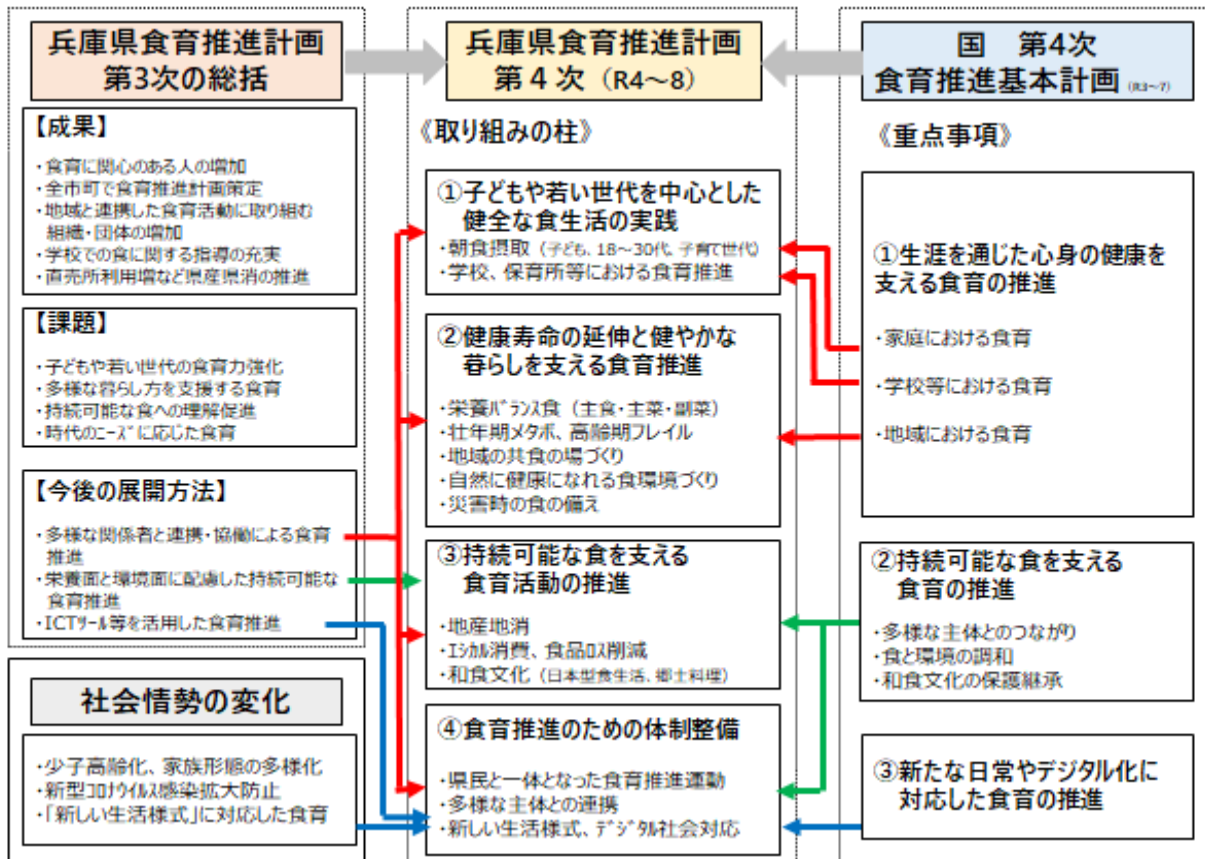 兵庫県食育推進計画
第3次の総括
【成果】
・食育に関心のある人の増加
・全市町で食育推進計画策定
・地域と連携した食育活動に取り組む
組織・団体の増加
・学校での食に関する指導の充実
・直売所利用増など県産県消の推進
【課題】
・子どもや若い世代の食育力強化
・多様な暮らし方を支援する食育
・持続可能な食への理解促進
・時代のニーズに応じた食育
【今後の展開方法】
・多様な関係者と連携・協働による食育
推進
・栄養面と環境面に配慮した持続可能な
食育推進
・ICTツール等を活用した食育推進
社会情勢の変化
・少子高齢化、家族形態の多様化
・新型コロナウイルス感染拡大防止
・「新しい生活様式」に対応した食育
兵庫県食育推進計画
第4次（R4～8）
《取り組みの柱》
①子どもや若い世代を中心とした
健全な食生活の実践
・朝食摂取（子ども、18～30代、子育て世代）
・学校、保育所等における食育推進
②健康寿命の延伸と健やかな
暮らしを支える食育推進
・栄養バランス食（主食・主菜・副菜）
・壮年期メタボ、高齢期フレイル
・地域の共食の場づくり
・自然に健康になれる食環境づくり
・災害時の食の備え
③持続可能な食を支える
食育活動の推進
・地産地消
・エシカル消費、食品ロス削減
・和食文化（日本型食生活、郷土料理）
④食育推進のための体制整備
・県民と一体となった食育推進運動
・多様な主体との連携
・新しい生活様式、デジタル社会対応
国　第4次
食育推進基本計画（R3～7）
《重点事項》
①生涯を通じた心身の健康を
支える食育の推進
・家庭における食育
・学校等における食育
・地域における食育
②持続可能な食を支える
食育の推進
・多様な主体とのつながり
・食と環境の調和
・和食文化の保護継承
③新たな日常やデジタル化に
対応した食育の推進